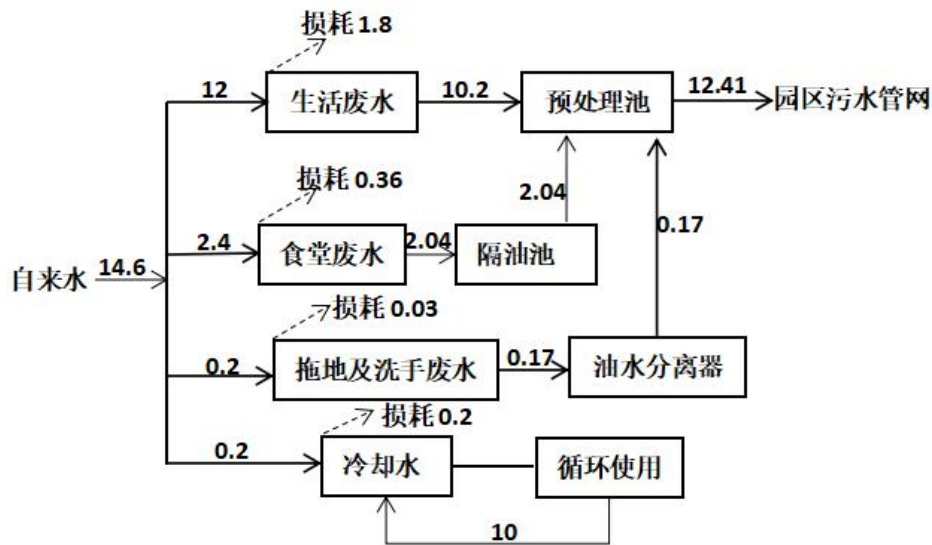 损耗 1.8
12
生活废水
10.2
预处理池
12.41
园区污水管网
损耗 0.36
2.04
0.17
2.4
食堂废水
2.04
隔油池
自来水
14.6
损耗 0.03
0.2
拖地及洗手废水
0.17
油水分离器
损耗 0.2
0.2
冷却水
循环使用
10